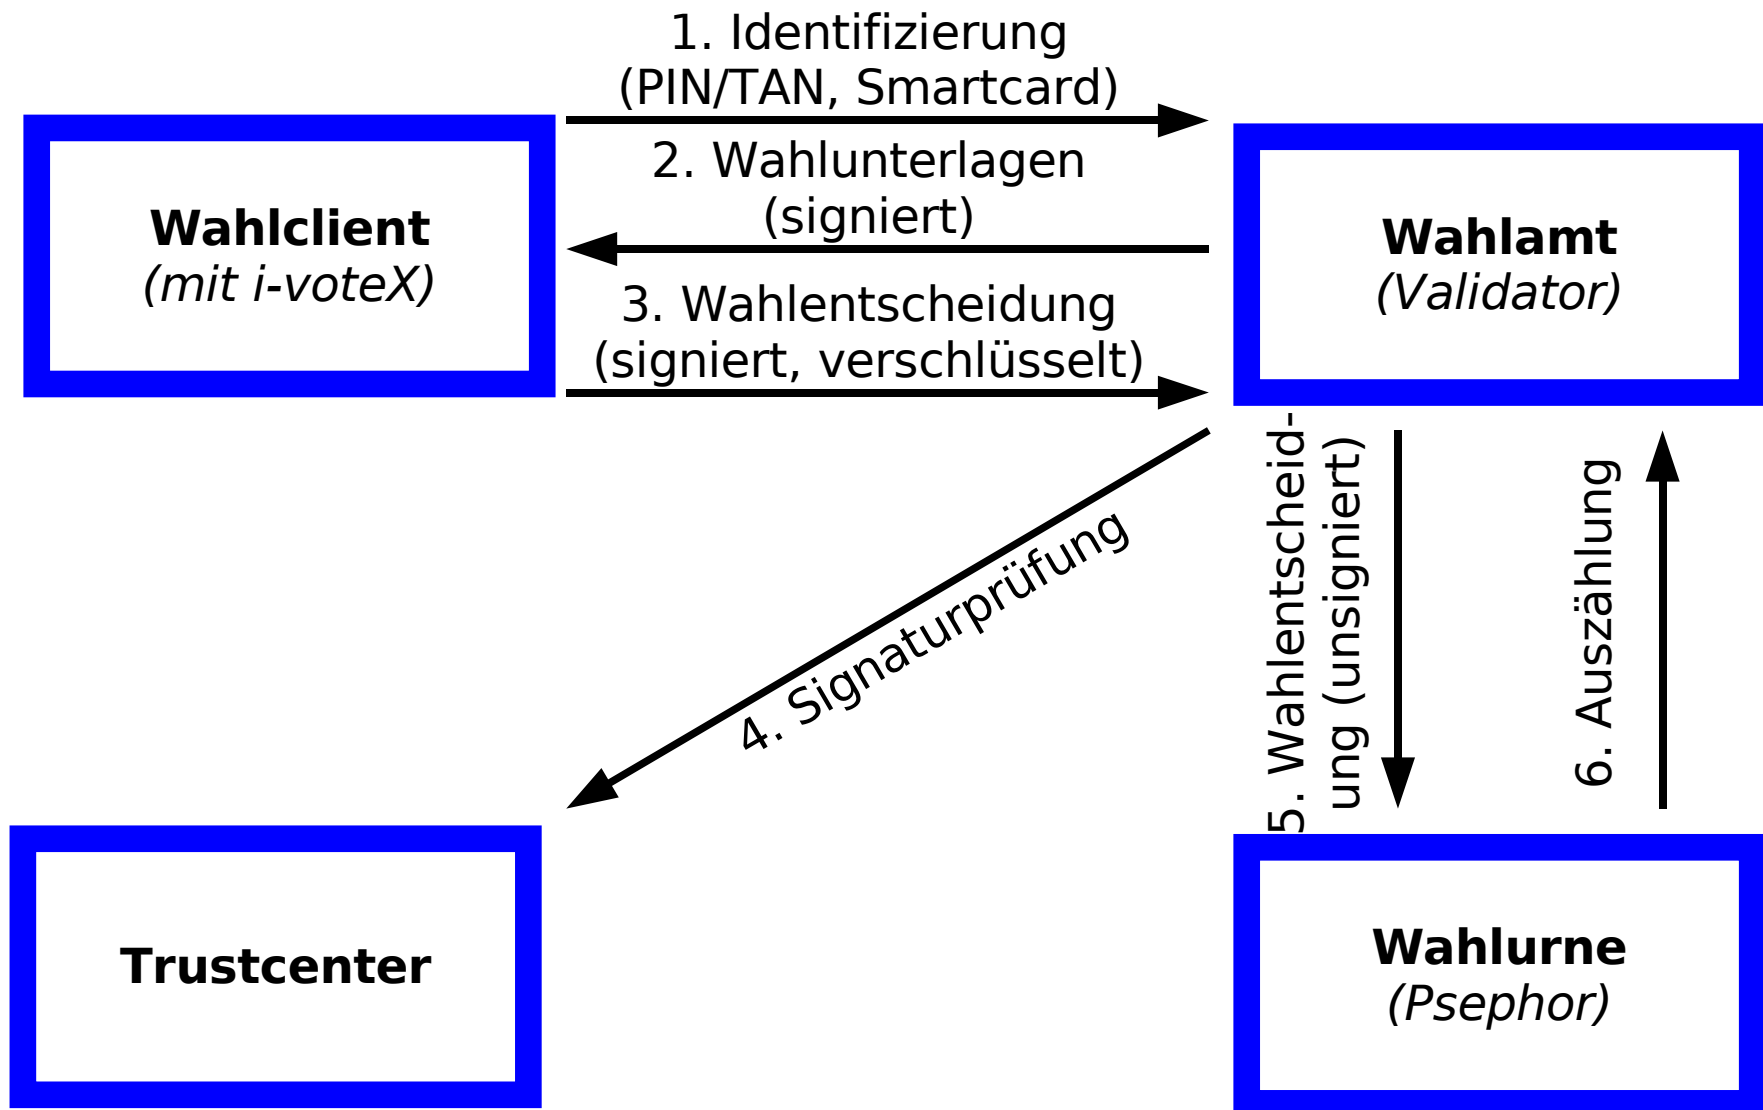 1. Identifizierung
(PIN/TAN, Smartcard)
2. Wahlunterlagen
(signiert)
3. Wahlentscheidung
(signiert, verschlüsselt)
Wahlclient
(mit i-voteX)
Wahlamt
(Validator)
4. Signaturprüfung
5. Wahlentscheid-
ung (unsigniert)
6. Auszählung
Trustcenter
Wahlurne
(Psephor)